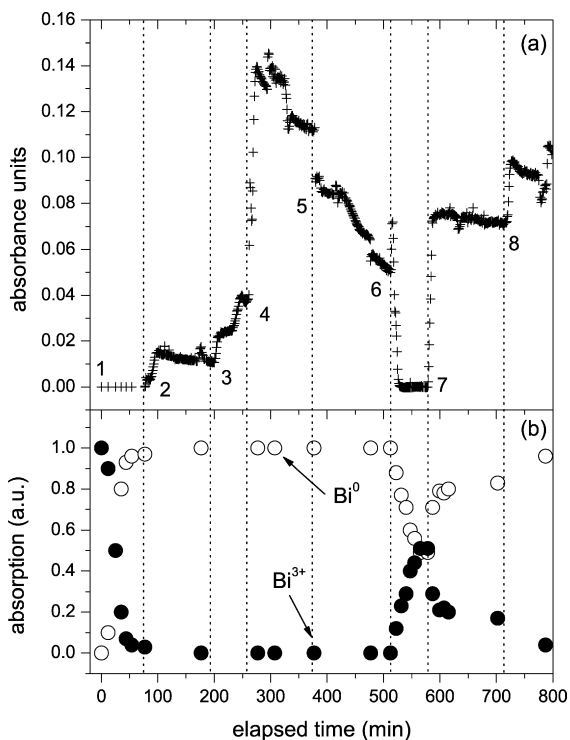 (a)
0.16
0.14
0.12
0.10
0.08
0.06
0.04
0.02
0.00
absorbance units
1
2
3
4
5
6
7
8
(b)
1.0
0.8
0.6
0.4
0.2
0.0
absorption (a.u.)
Bi⁰
Bi³⁺
0 100 200 300 400 500 600 700 800
elapsed time (min)